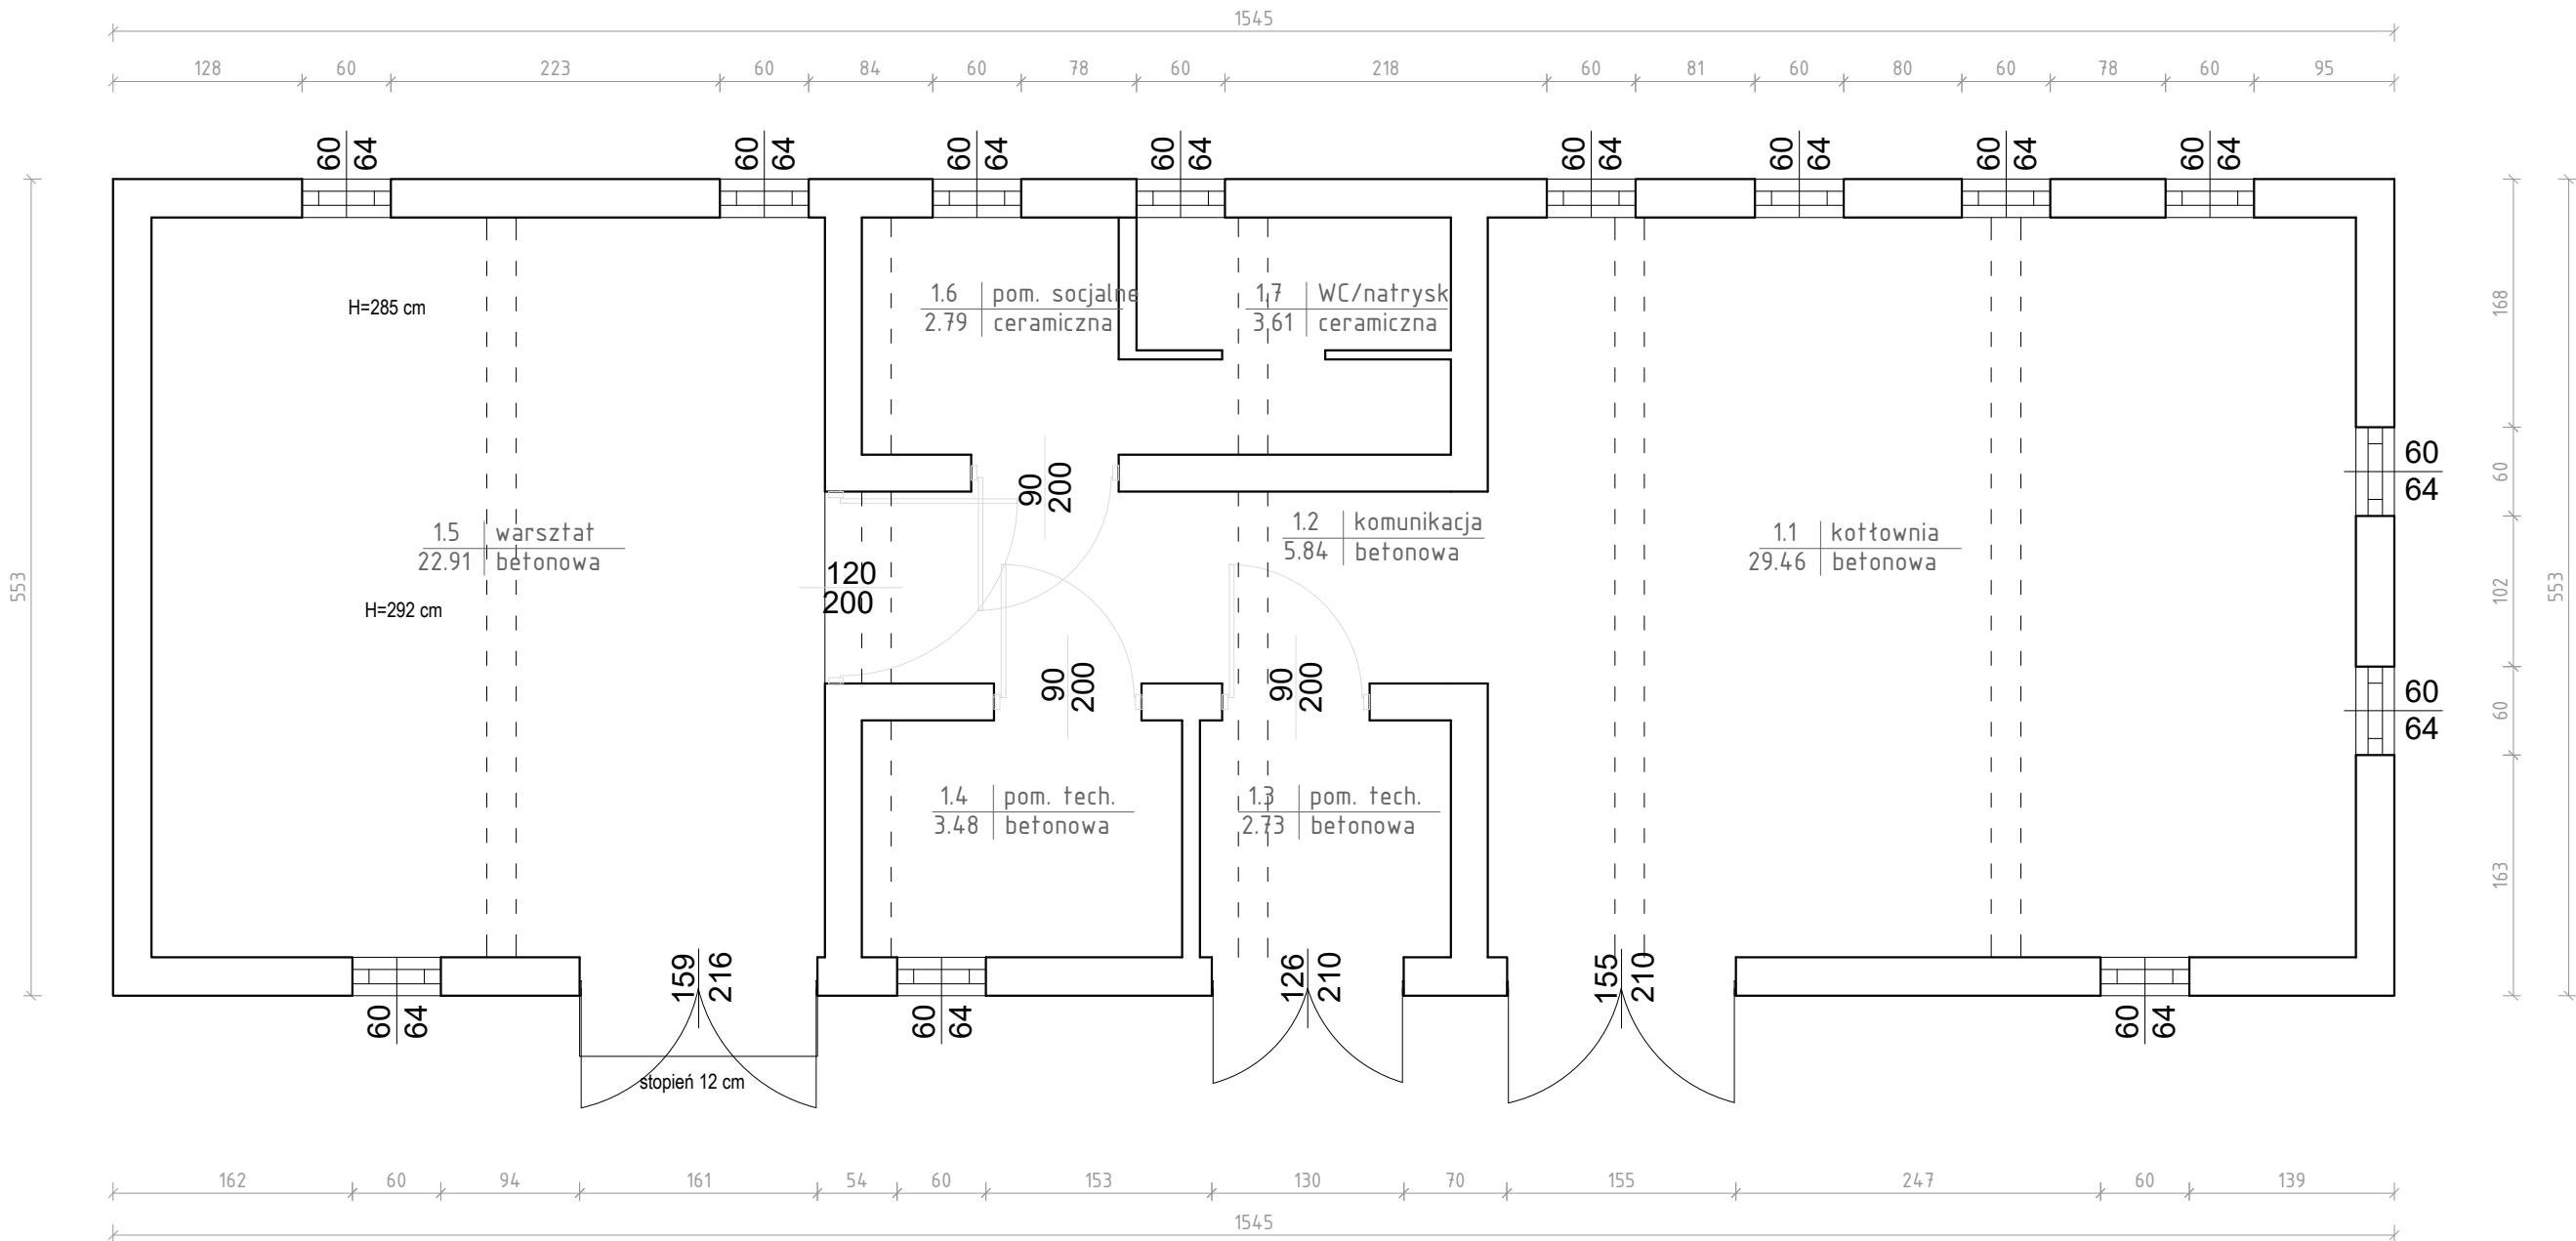 1545
128 60 223 60 84 60 78 60 218 60 81 60 80 60 78 60 95
60 64 60 64 60 64 60 64 60 64 60 64 60 64 60 64
H=285 cm
1.6 pom. socjalne
2.79 ceramiczna
1.7 WC/natrysk
3.61 ceramiczna
168
60
64
60
90
200
1.5 warsztat
22.91 betonowa
1.2 komunikacja
5.84 betonowa
1.1 kotłownia
29.46 betonowa
553
120
200
102
553
H=292 cm
90
200
90
200
60
64
60
1.4 pom. tech.
3.48 betonowa
1.3 pom. tech.
2.73 betonowa
163
159
216
126
210
155
210
60 64
60 64
60 64
stopień 12 cm
162 60 94 161 54 60 153 130 70 155 247 60 139
1545